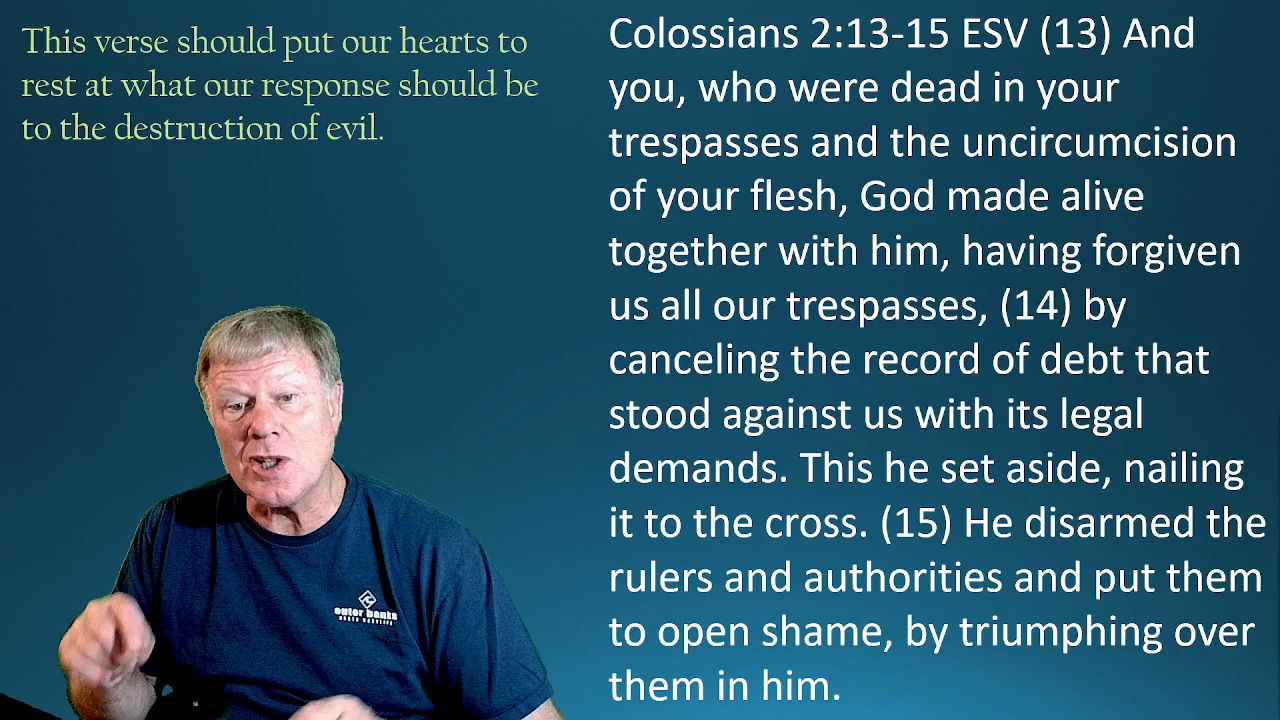 This verse should put our hearts to
rest at what our response should be
to the destruction of evil.
Colossians 2:13-15 ESV (13) And
you, who were dead in your
trespasses and the uncircumcision
of your flesh, God made alive
together with him, having forgiven
us all our trespasses, (14) by
canceling the record of debt that
stood against us with its legal
demands. This he set aside, nailing
it to the cross. (15) He disarmed the
rulers and authorities and put them
to open shame, by triumphing over
them in him.
outer banks
NORTH CAROLINA